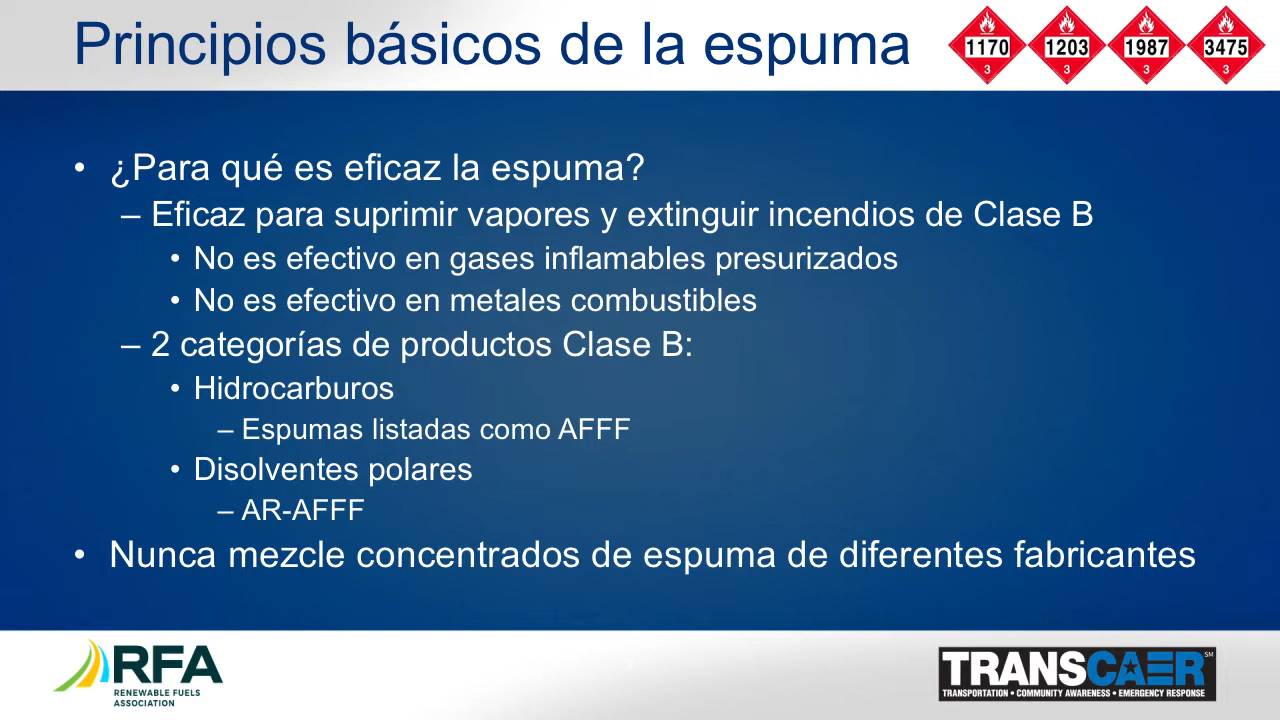 Principios básicos de la espuma
1170
3
1203
3
1987
3
3475
3
• ¿Para qué es eficaz la espuma?
– Eficaz para suprimir vapores y extinguir incendios de Clase B
• No es efectivo en gases inflamables presurizados
• No es efectivo en metales combustibles
– 2 categorías de productos Clase B:
• Hidrocarburos
– Espumas listadas como AFFF
• Disolventes polares
– AR-AFFF
• Nunca mezcle concentrados de espuma de diferentes fabricantes
RFA
RENEWABLE FUELS
ASSOCIATION
TRANSCAER℠
TRANSPORTATION • COMMUNITY AWARENESS • EMERGENCY RESPONSE